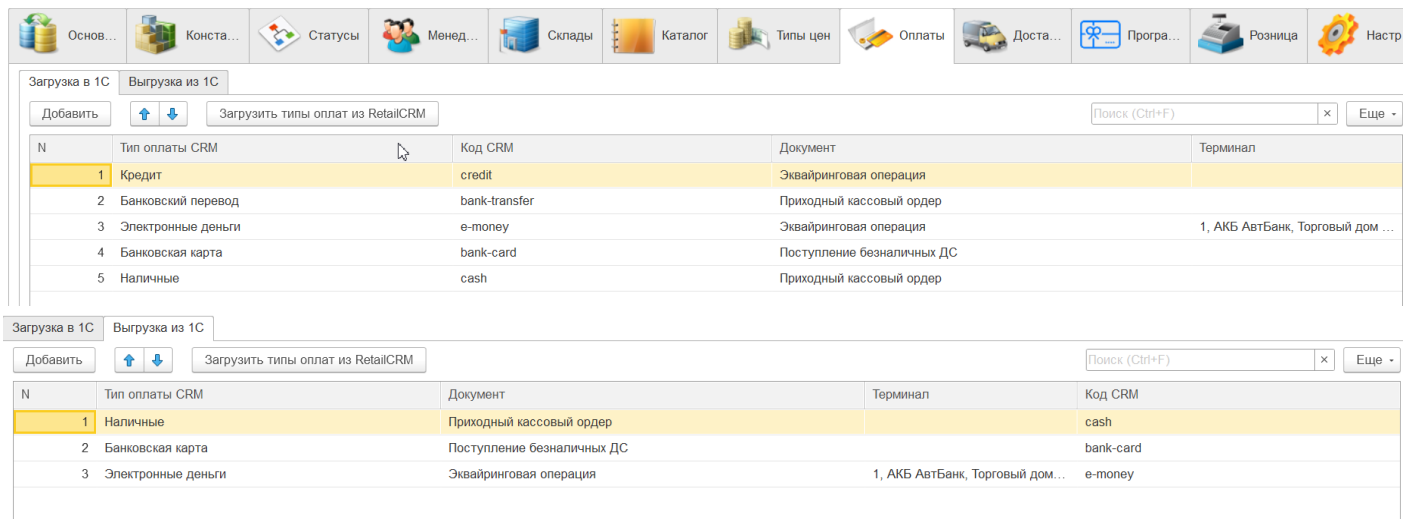 Основ... Конста... Статусы Менед... Склады Каталог Типы цен Оплаты Доста... Програ... Розница Настр
Загрузка в 1С Выгрузка из 1С
Добавить Загрузить типы оплат из RetailCRM Поиск (Ctrl+F) × Еще
N Тип оплаты CRM Код CRM Документ Терминал
1 Кредит credit Эквайринговая операция
2 Банковский перевод bank-transfer Приходный кассовый ордер
3 Электронные деньги e-money Эквайринговая операция 1, АКБ АвтБанк, Торговый дом ...
4 Банковская карта bank-card Поступление безналичных ДС
5 Наличные cash Приходный кассовый ордер
Загрузка в 1С Выгрузка из 1С
Добавить Загрузить типы оплат из RetailCRM Поиск (Ctrl+F) × Еще
N Тип оплаты CRM Документ Терминал Код CRM
1 Наличные Приходный кассовый ордер cash
2 Банковская карта Поступление безналичных ДС bank-card
3 Электронные деньги Эквайринговая операция 1, АКБ АвтБанк, Торговый дом... e-money